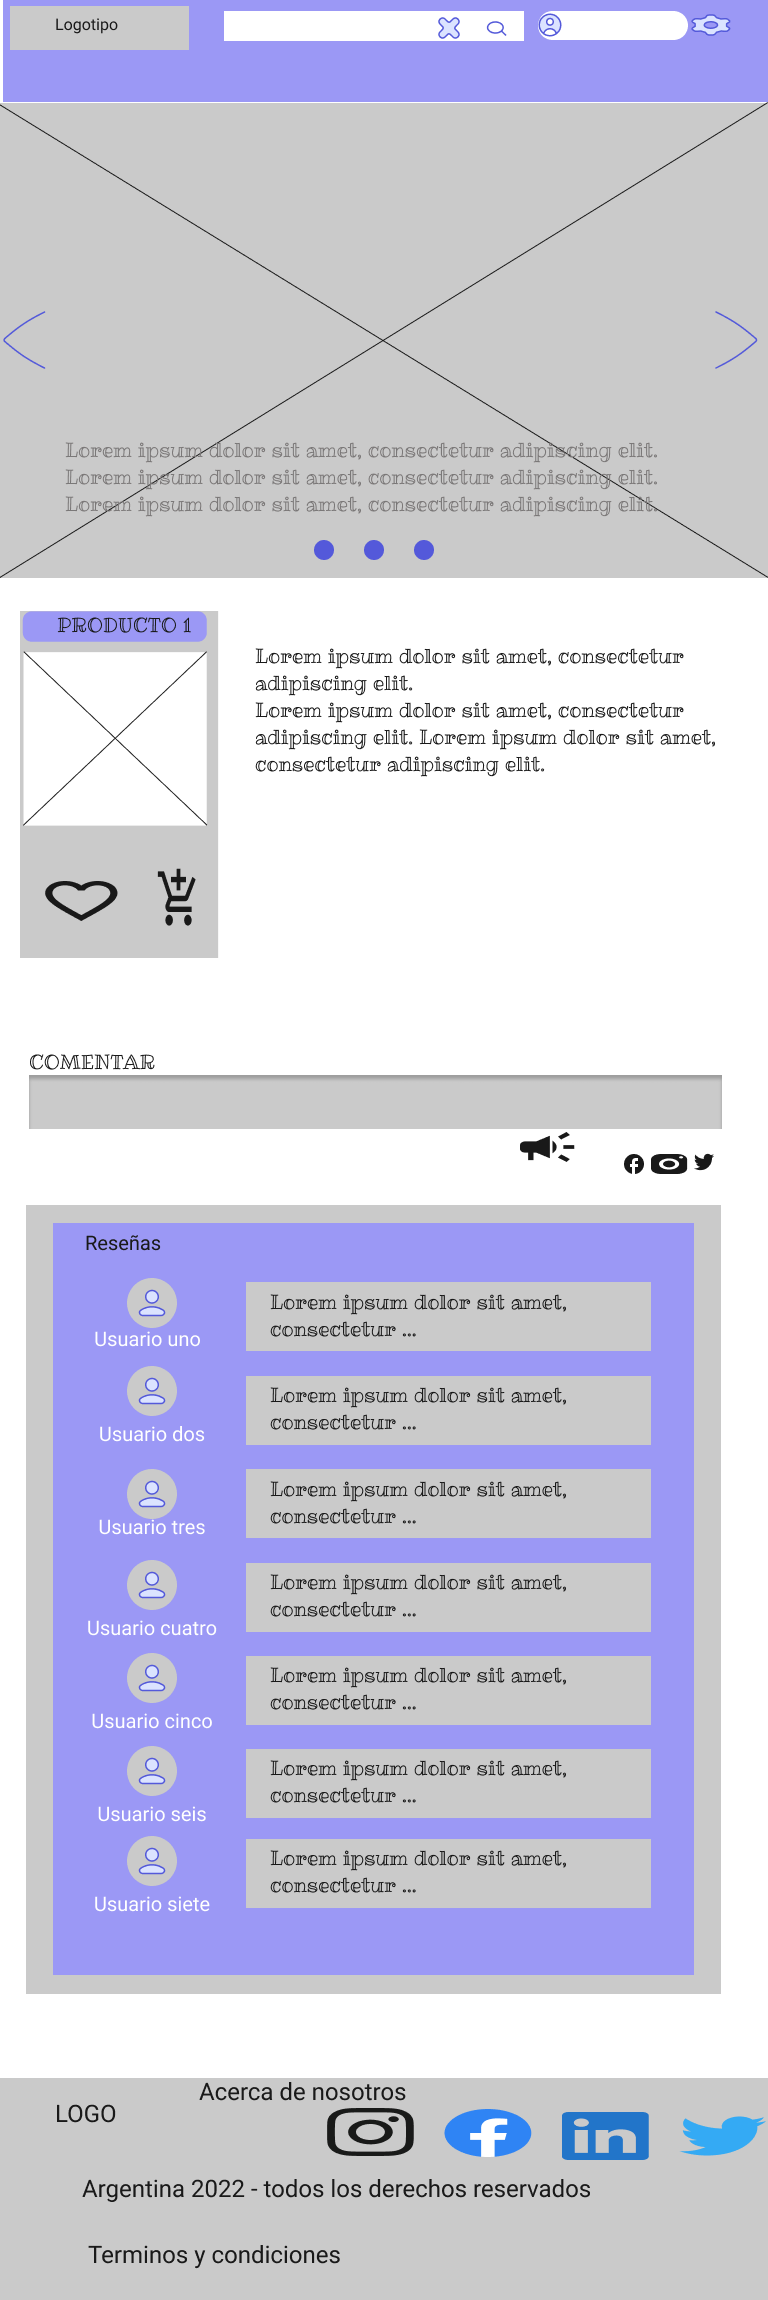 Logotipo
Lorem ipsum dolor sit amet, consectetur adipiscing elit.
Lorem ipsum dolor sit amet, consectetur adipiscing elit.
Lorem ipsum dolor sit amet, consectetur adipiscing elit.
PRODUCTO 1
Lorem ipsum dolor sit amet, consectetur
adipiscing elit.
Lorem ipsum dolor sit amet, consectetur
adipiscing elit. Lorem ipsum dolor sit amet,
consectetur adipiscing elit.
COMENTAR
Reseñas
Lorem ipsum dolor sit amet,
consectetur ...
Usuario uno
Lorem ipsum dolor sit amet,
consectetur ...
Usuario dos
Lorem ipsum dolor sit amet,
consectetur ...
Usuario tres
Lorem ipsum dolor sit amet,
consectetur ...
Usuario cuatro
Lorem ipsum dolor sit amet,
consectetur ...
Usuario cinco
Lorem ipsum dolor sit amet,
consectetur ...
Usuario seis
Lorem ipsum dolor sit amet,
consectetur ...
Usuario siete
Acerca de nosotros
LOGO
Argentina 2022 - todos los derechos reservados
Terminos y condiciones